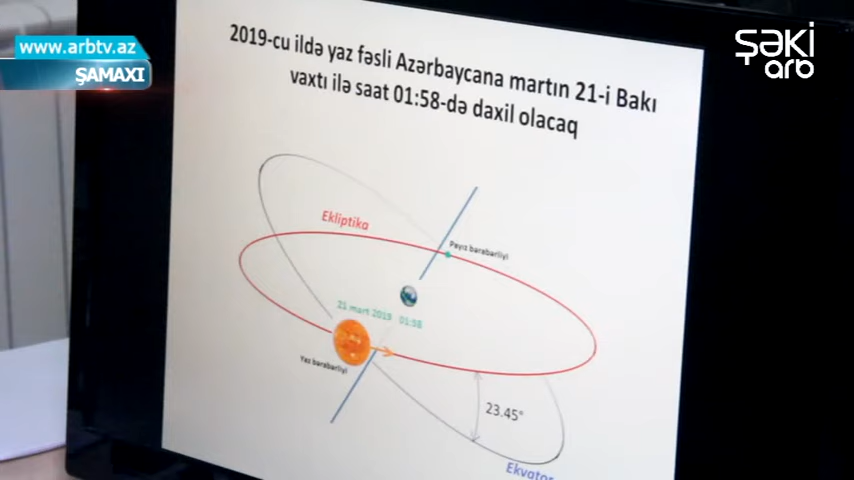 www.arbtv.az
ŞAMAXI
ŞƏKİ
arb
2019-cu ildə yaz fəsli Azərbaycana martın 21-i Bakı
vaxtı ilə saat 01:58-də daxil olacaq
Ekliptika
Payız bərabərliyi
21 mart 2019 01:58
Yaz bərabərliyi
23.45°
Ekvator